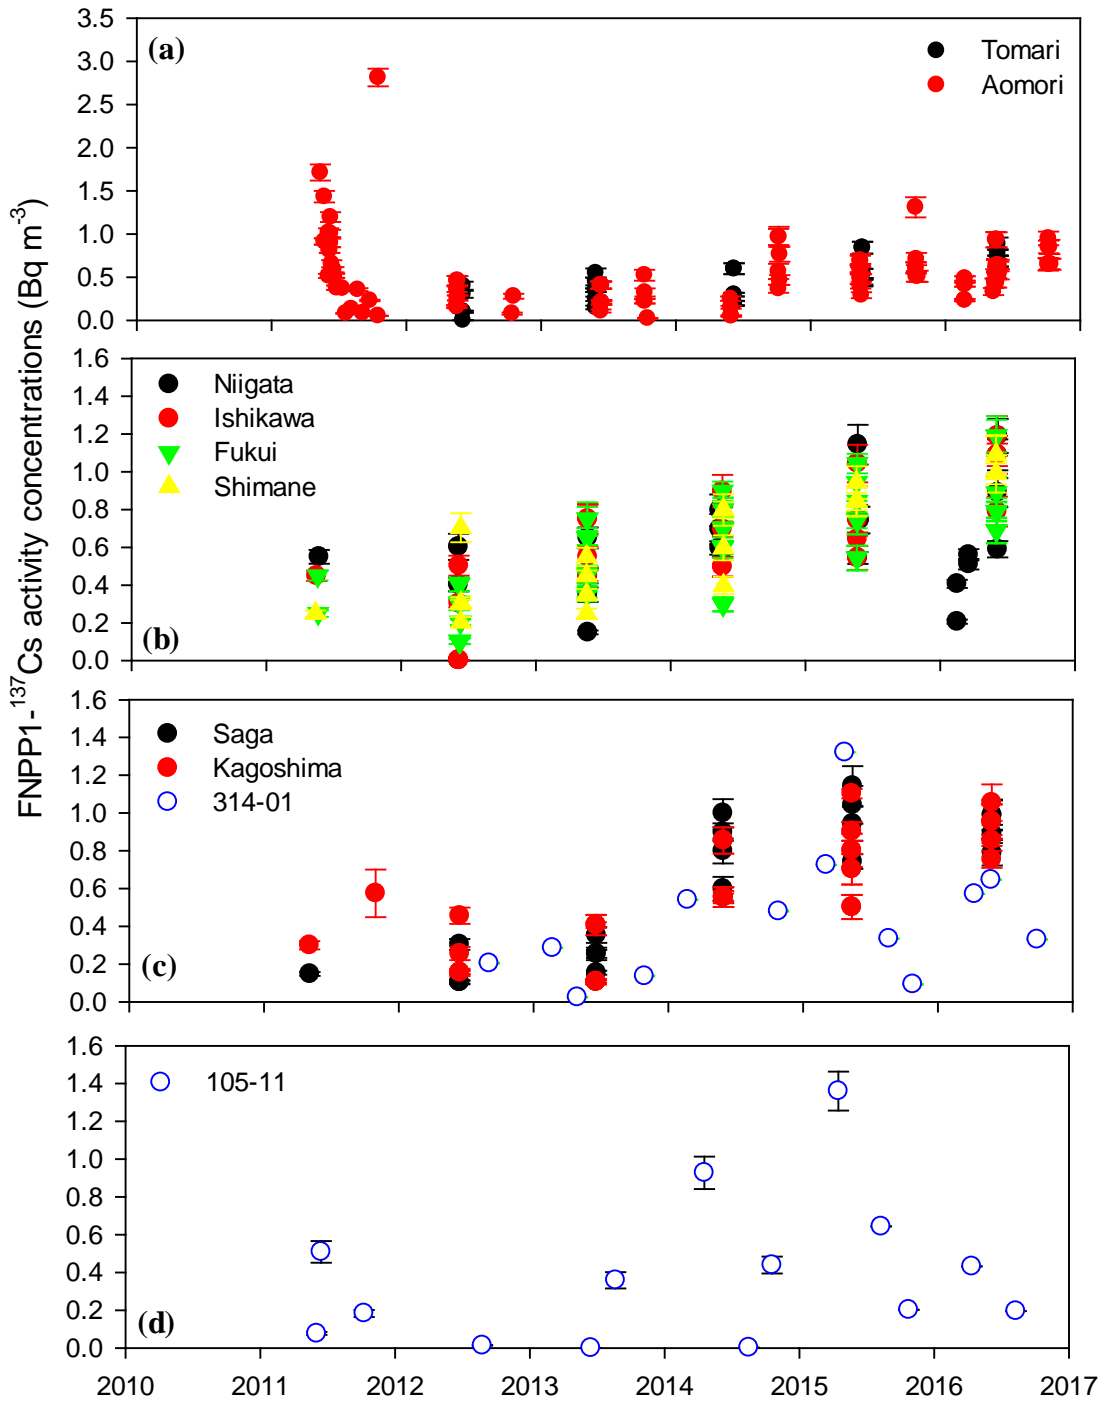 FNPP1-137Cs activity concentrations (Bq m-3)
3.5
3.0
2.5
2.0
1.5
1.0
0.5
0.0
(a)
Tomari
Aomori
1.6
1.4
1.2
1.0
0.8
0.6
0.4
0.2
0.0
Niigata
Ishikawa
Fukui
Shimane
(b)
1.6
1.4
1.2
1.0
0.8
0.6
0.4
0.2
0.0
Saga
Kagoshima
314-01
(c)
1.6
1.4
1.2
1.0
0.8
0.6
0.4
0.2
0.0
105-11
(d)
2010 2011 2012 2013 2014 2015 2016 2017